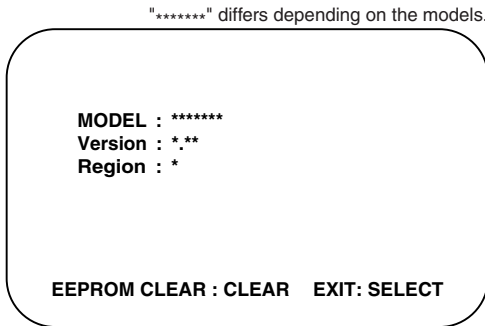 "*******" differs depending on the models.
MODEL : *******
Version : *.**
Region : *
EEPROM CLEAR : CLEAR EXIT: SELECT